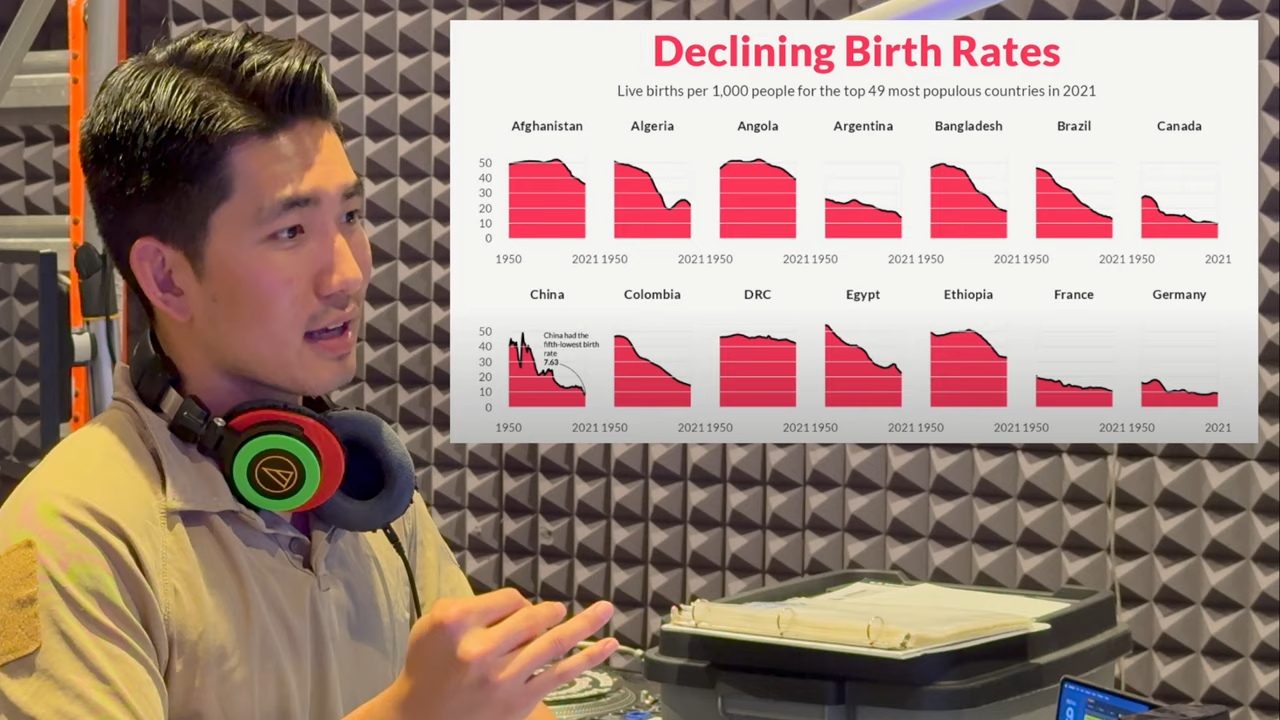 Declining Birth Rates
Live births per 1,000 people for the top 49 most populous countries in 2021
Afghanistan Algeria Angola Argentina Bangladesh Brazil Canada
50
40
30
20
10
0
1950 2021 1950 2021 1950 2021 1950 2021 1950 2021 1950 2021 1950 2021
China Colombia DRC Egypt Ethiopia France Germany
50
40
30
20
10
0
China had the
fifth-lowest birth
rate
7.63
1950 2021 1950 2021 1950 2021 1950 2021 1950 2021 1950 2021 1950 2021